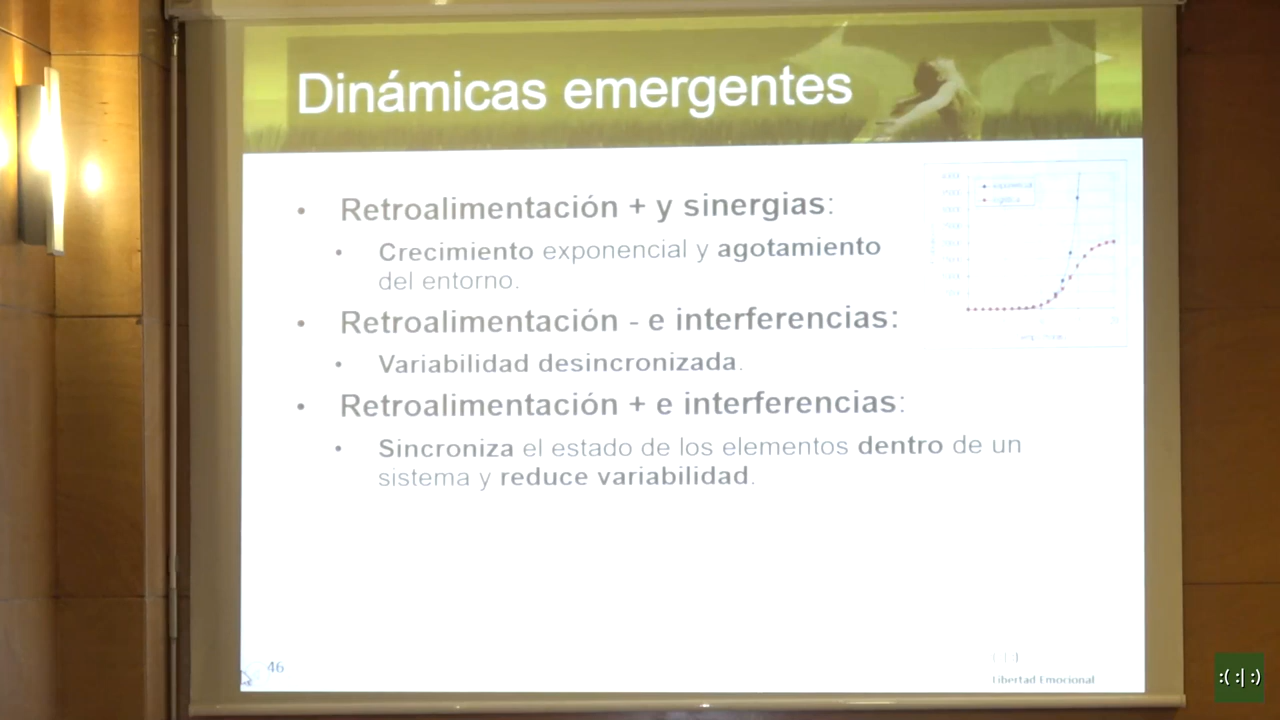 Dinámicas emergentes
• Retroalimentación + y sinergias:
• Crecimiento exponencial y agotamiento
del entorno.
• Retroalimentación - e interferencias:
• Variabilidad desincronizada.
• Retroalimentación + e interferencias:
• Sincroniza el estado de los elementos dentro de un
sistema y reduce variabilidad.
46
Libertad Emocional
:( :| :)